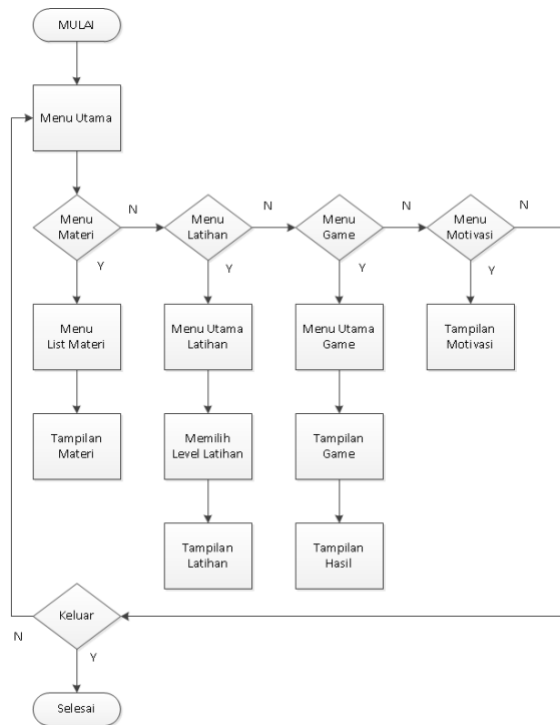 MULAI
Menu Utama
Menu
Materi
N
Menu
Latihan
N
Menu
Game
N
Menu
Motivasi
N
Y
Y
Y
Y
Menu
List Materi
Menu Utama
Latihan
Menu Utama
Game
Tampilan
Motivasi
Tampilan
Materi
Memilih
Level Latihan
Tampilan
Game
Tampilan
Latihan
Tampilan
Hasil
Keluar
N
Y
Selesai